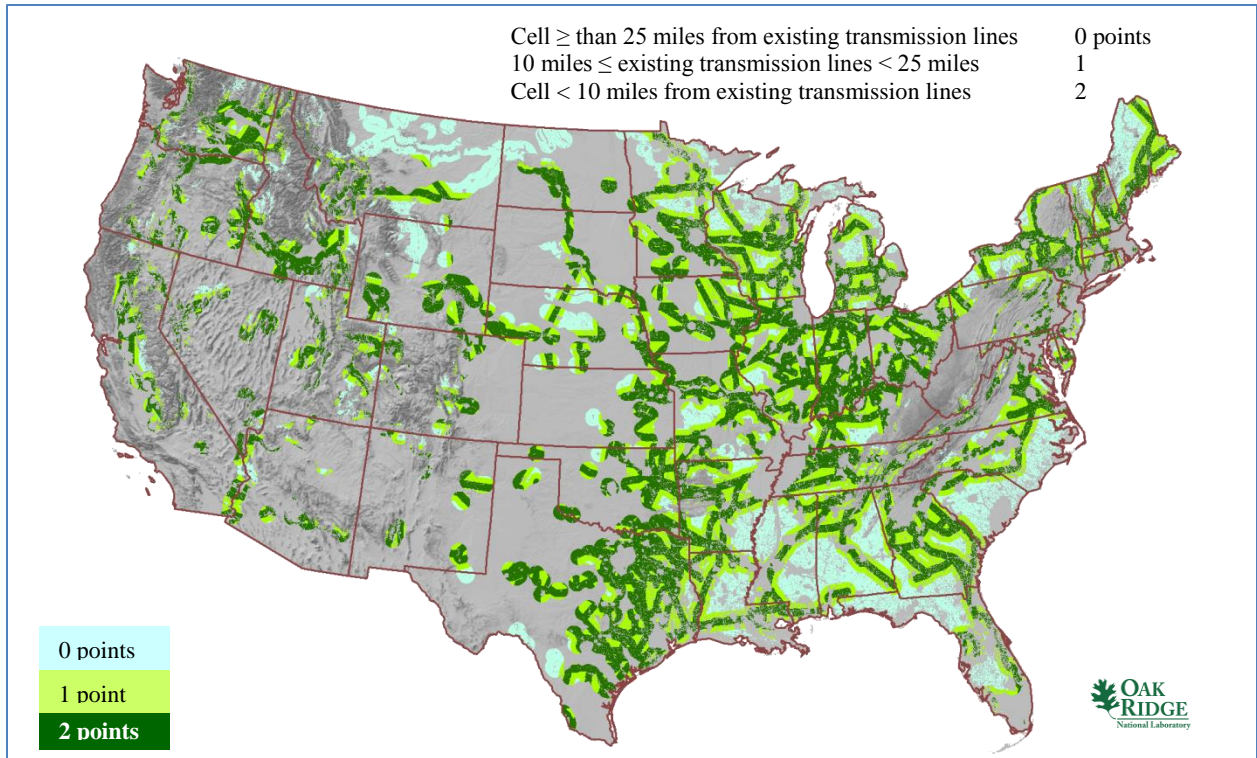 Cell ≥ than 25 miles from existing transmission lines 0 points
10 miles ≤ existing transmission lines < 25 miles 1
Cell < 10 miles from existing transmission lines 2
0 points
1 point
2 points
OAK
RIDGE
National Laboratory